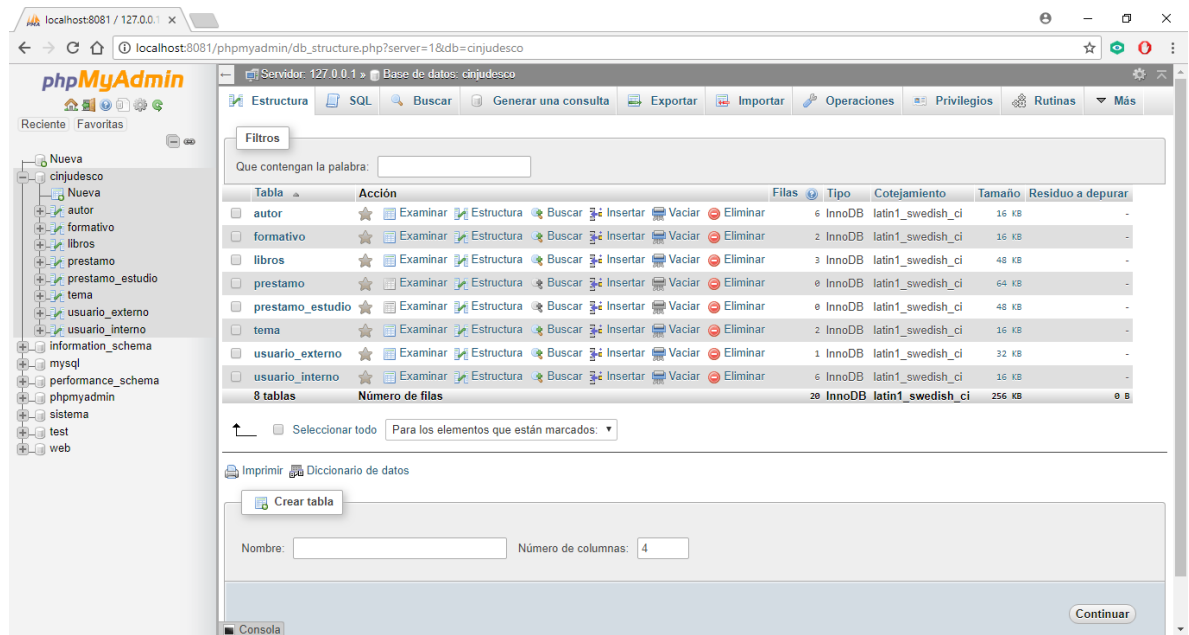 localhost:8081 / 127.0.0.1
localhost:8081/phpmyadmin/db_structure.php?server=1&db=cinjudesco
phpMyAdmin
Reciente Favoritas
Nueva
cinjudesco
Nueva
autor
formativo
libros
prestamo
prestamo_estudio
tema
usuario_externo
usuario_interno
information_schema
mysql
performance_schema
phpmyadmin
sistema
test
web
Servidor: 127.0.0.1 » Base de datos: cinjudesco
Estructura SQL Buscar Generar una consulta Exportar Importar Operaciones Privilegios Rutinas Más
Filtros
Que contengan la palabra:
Tabla Acción Filas Tipo Cotejamiento Tamaño Residuo a depurar
autor Examinar Estructura Buscar Insertar Vaciar Eliminar 6 InnoDB latin1_swedish_ci 16 KB -
formativo Examinar Estructura Buscar Insertar Vaciar Eliminar 2 InnoDB latin1_swedish_ci 16 KB -
libros Examinar Estructura Buscar Insertar Vaciar Eliminar 3 InnoDB latin1_swedish_ci 48 KB -
prestamo Examinar Estructura Buscar Insertar Vaciar Eliminar 0 InnoDB latin1_swedish_ci 64 KB -
prestamo_estudio Examinar Estructura Buscar Insertar Vaciar Eliminar 0 InnoDB latin1_swedish_ci 48 KB -
tema Examinar Estructura Buscar Insertar Vaciar Eliminar 2 InnoDB latin1_swedish_ci 16 KB -
usuario_externo Examinar Estructura Buscar Insertar Vaciar Eliminar 1 InnoDB latin1_swedish_ci 32 KB -
usuario_interno Examinar Estructura Buscar Insertar Vaciar Eliminar 6 InnoDB latin1_swedish_ci 16 KB -
8 tablas Número de filas 20 InnoDB latin1_swedish_ci 256 KB 0 B
Seleccionar todo Para los elementos que están marcados:
Imprimir Diccionario de datos
Crear tabla
Nombre: Número de columnas: 4
Continuar
Consola